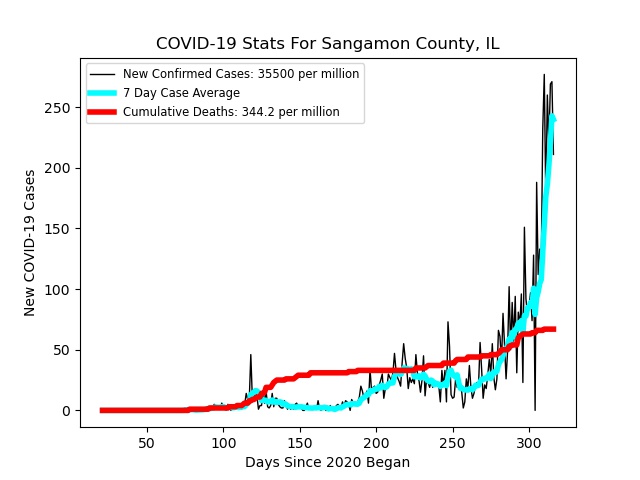 COVID-19 Stats For Sangamon County, IL
New Confirmed Cases: 35500 per million
7 Day Case Average
Cumulative Deaths: 344.2 per million
New COVID-19 Cases
250
200
150
100
50
0
50 100 150 200 250 300
Days Since 2020 Began